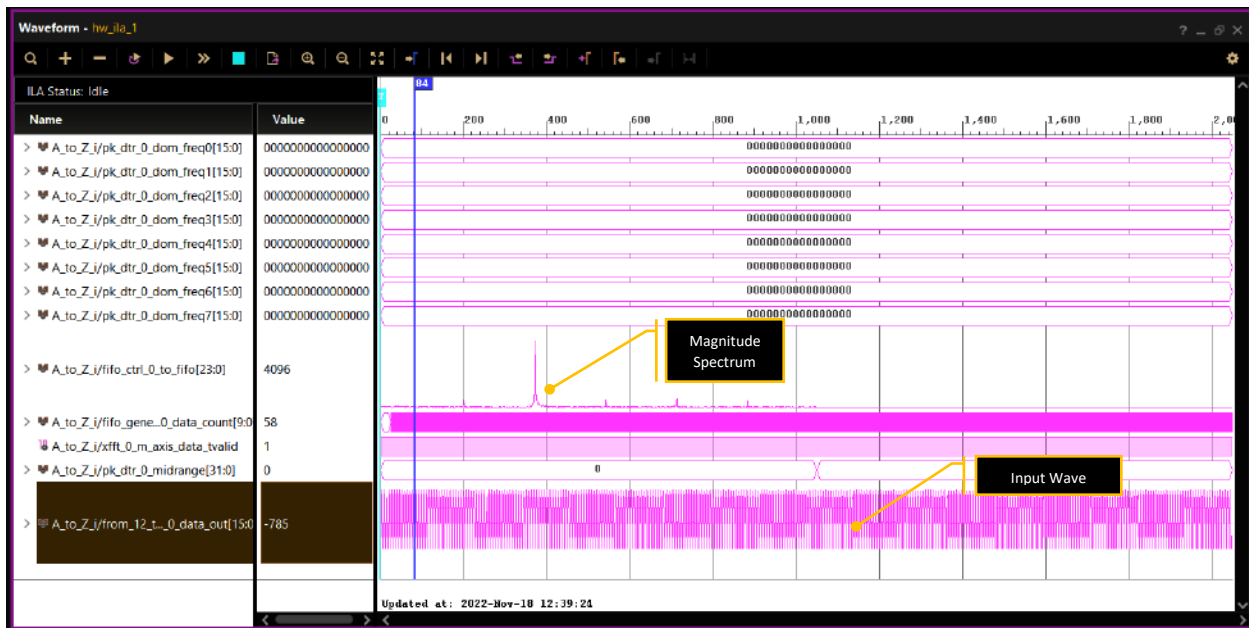 Waveform - hw_ila_1
ILA Status: Idle
Name Value
84
0 200 400 600 800 1,000 1,200 1,400 1,600 1,800 2,0
A_to_Z_i/pk_dtr_0_dom_freq0[15:0] 0000000000000000 0000000000000000
A_to_Z_i/pk_dtr_0_dom_freq1[15:0] 0000000000000000 0000000000000000
A_to_Z_i/pk_dtr_0_dom_freq2[15:0] 0000000000000000 0000000000000000
A_to_Z_i/pk_dtr_0_dom_freq3[15:0] 0000000000000000 0000000000000000
A_to_Z_i/pk_dtr_0_dom_freq4[15:0] 0000000000000000 0000000000000000
A_to_Z_i/pk_dtr_0_dom_freq5[15:0] 0000000000000000 0000000000000000
A_to_Z_i/pk_dtr_0_dom_freq6[15:0] 0000000000000000 0000000000000000
A_to_Z_i/pk_dtr_0_dom_freq7[15:0] 0000000000000000 0000000000000000
Magnitude
Spectrum
A_to_Z_i/fifo_ctrl_0_to_fifo[23:0] 4096
A_to_Z_i/fifo_gene..0_data_count[9:0 58
A_to_Z_i/xfft_0_m_axis_data_tvalid 1
A_to_Z_i/pk_dtr_0_midrange[31:0] 0 0
Input Wave
A_to_Z_i/from_12_t..._0_data_out[15:0 -785
Updated at: 2022-Nov-18 12:39:24